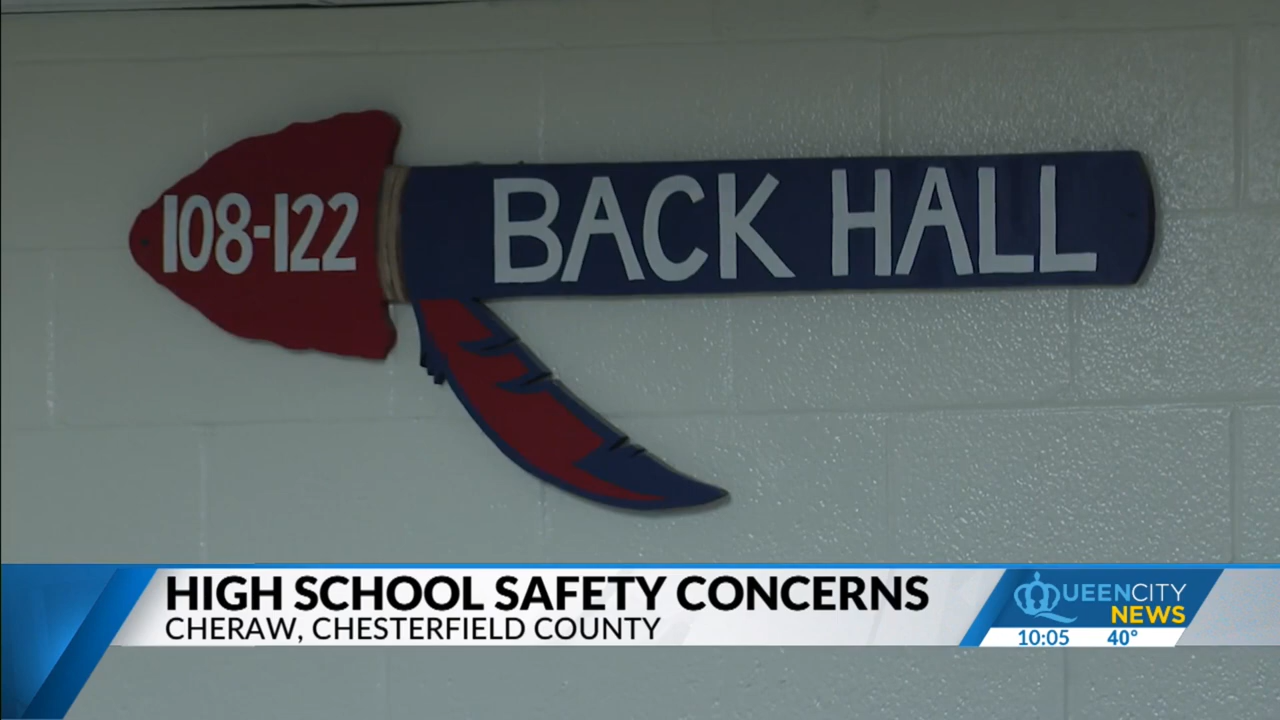 108-122
BACK HALL
HIGH SCHOOL SAFETY CONCERNS
CHERAW, CHESTERFIELD COUNTY
QUEENCITY
NEWS
10:05 40°